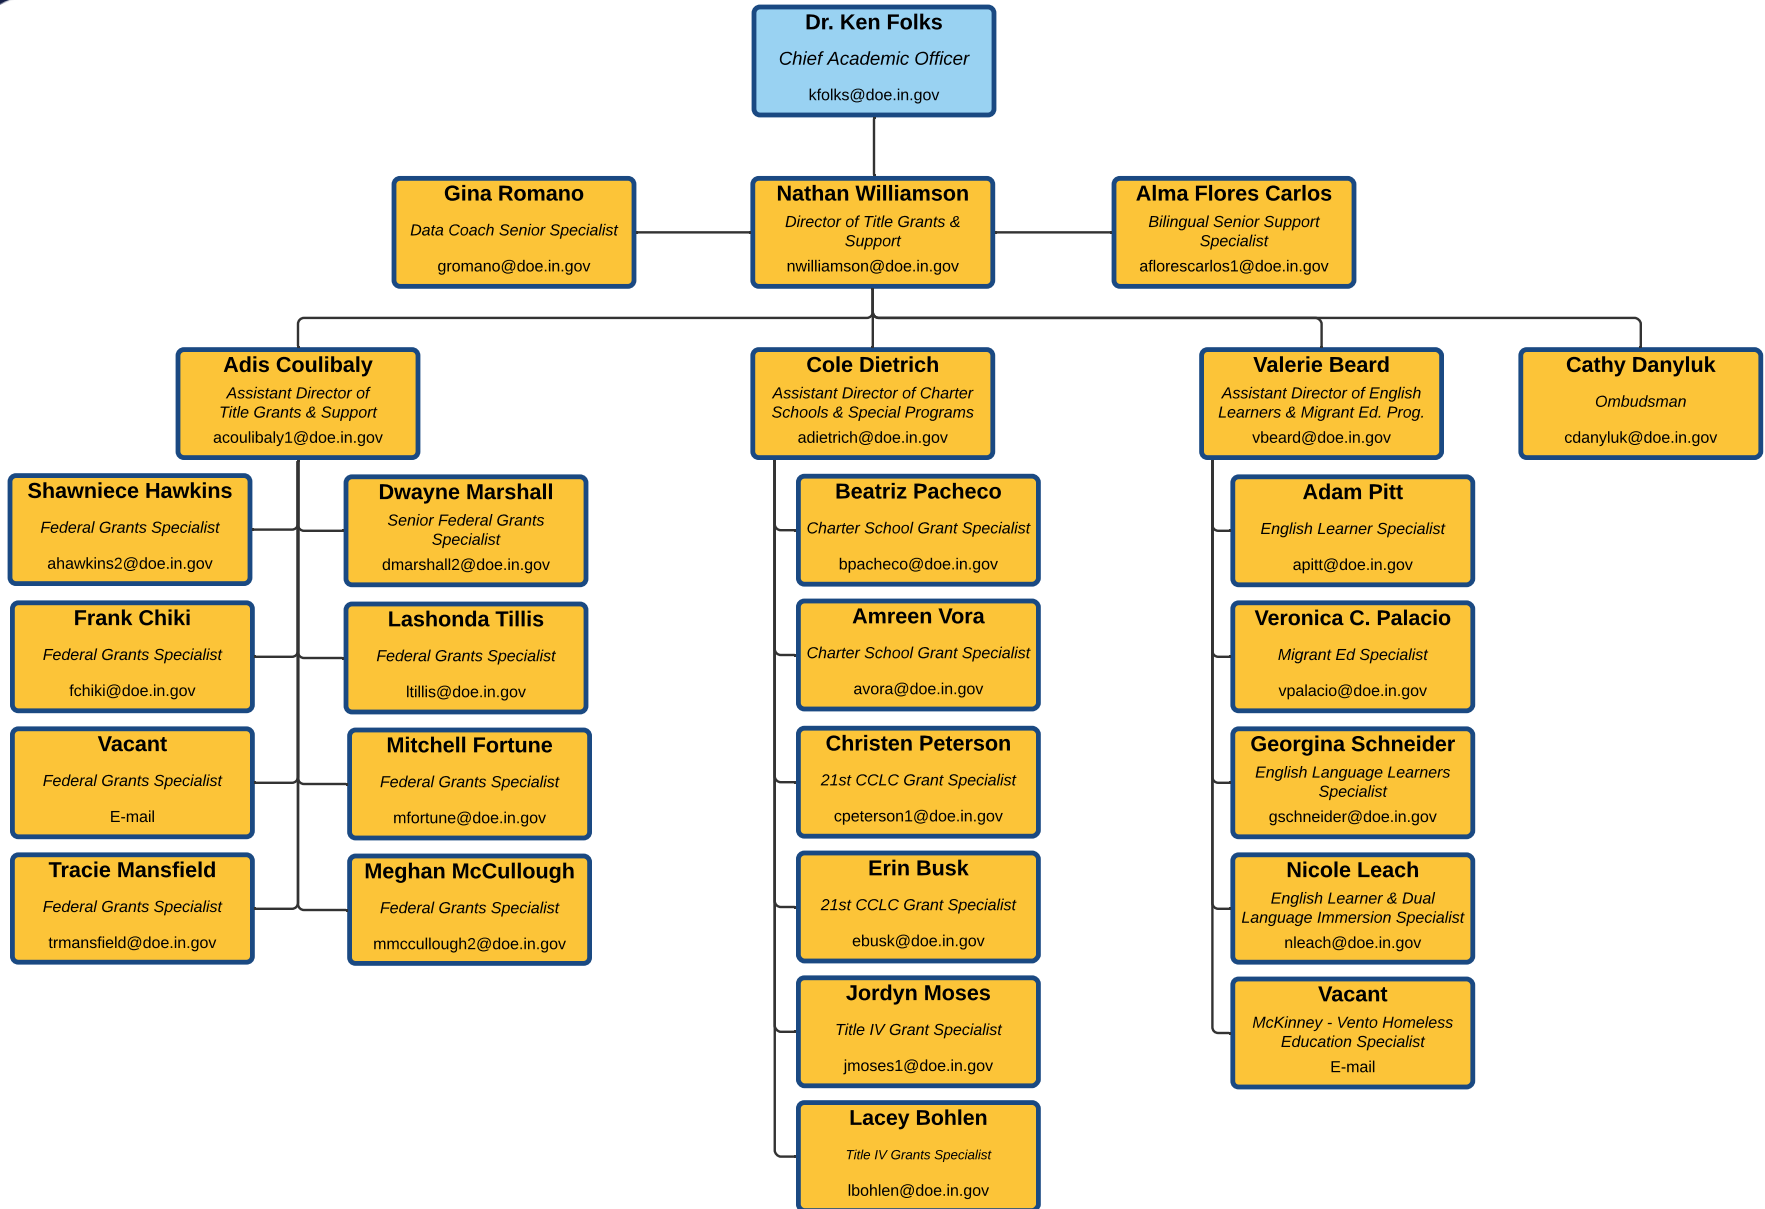 Dr. Ken Folks
Chief Academic Officer
kfolks@doe.in.gov
Gina Romano
Data Coach Senior Specialist
gromano@doe.in.gov
Nathan Williamson
Director of Title Grants &
Support
nwilliamson@doe.in.gov
Alma Flores Carlos
Bilingual Senior Support
Specialist
aflorescarlos1@doe.in.gov
Adis Coulibaly
Assistant Director of
Title Grants & Support
acoulibaly1@doe.in.gov
Cole Dietrich
Assistant Director of Charter
Schools & Special Programs
adietrich@doe.in.gov
Valerie Beard
Assistant Director of English
Learners & Migrant Ed. Prog.
vbeard@doe.in.gov
Cathy Danyluk
Ombudsman
cdanyluk@doe.in.gov
Shawniece Hawkins
Federal Grants Specialist
ahawkins2@doe.in.gov
Dwayne Marshall
Senior Federal Grants
Specialist
dmarshall2@doe.in.gov
Frank Chiki
Federal Grants Specialist
fchiki@doe.in.gov
Lashonda Tillis
Federal Grants Specialist
ltillis@doe.in.gov
Vacant
Federal Grants Specialist
E-mail
Mitchell Fortune
Federal Grants Specialist
mfortune@doe.in.gov
Tracie Mansfield
Federal Grants Specialist
trmansfield@doe.in.gov
Meghan McCullough
Federal Grants Specialist
mmccullough2@doe.in.gov
Beatriz Pacheco
Charter School Grant Specialist
bpacheco@doe.in.gov
Amreen Vora
Charter School Grant Specialist
avora@doe.in.gov
Christen Peterson
21st CCLC Grant Specialist
cpeterson1@doe.in.gov
Erin Busk
21st CCLC Grant Specialist
ebusk@doe.in.gov
Jordyn Moses
Title IV Grant Specialist
jmoses1@doe.in.gov
Lacey Bohlen
Title IV Grants Specialist
lbohlen@doe.in.gov
Adam Pitt
English Learner Specialist
apitt@doe.in.gov
Veronica C. Palacio
Migrant Ed Specialist
vpalacio@doe.in.gov
Georgina Schneider
English Language Learners
Specialist
gschneider@doe.in.gov
Nicole Leach
English Learner & Dual
Language Immersion Specialist
nleach@doe.in.gov
Vacant
McKinney - Vento Homeless
Education Specialist
E-mail